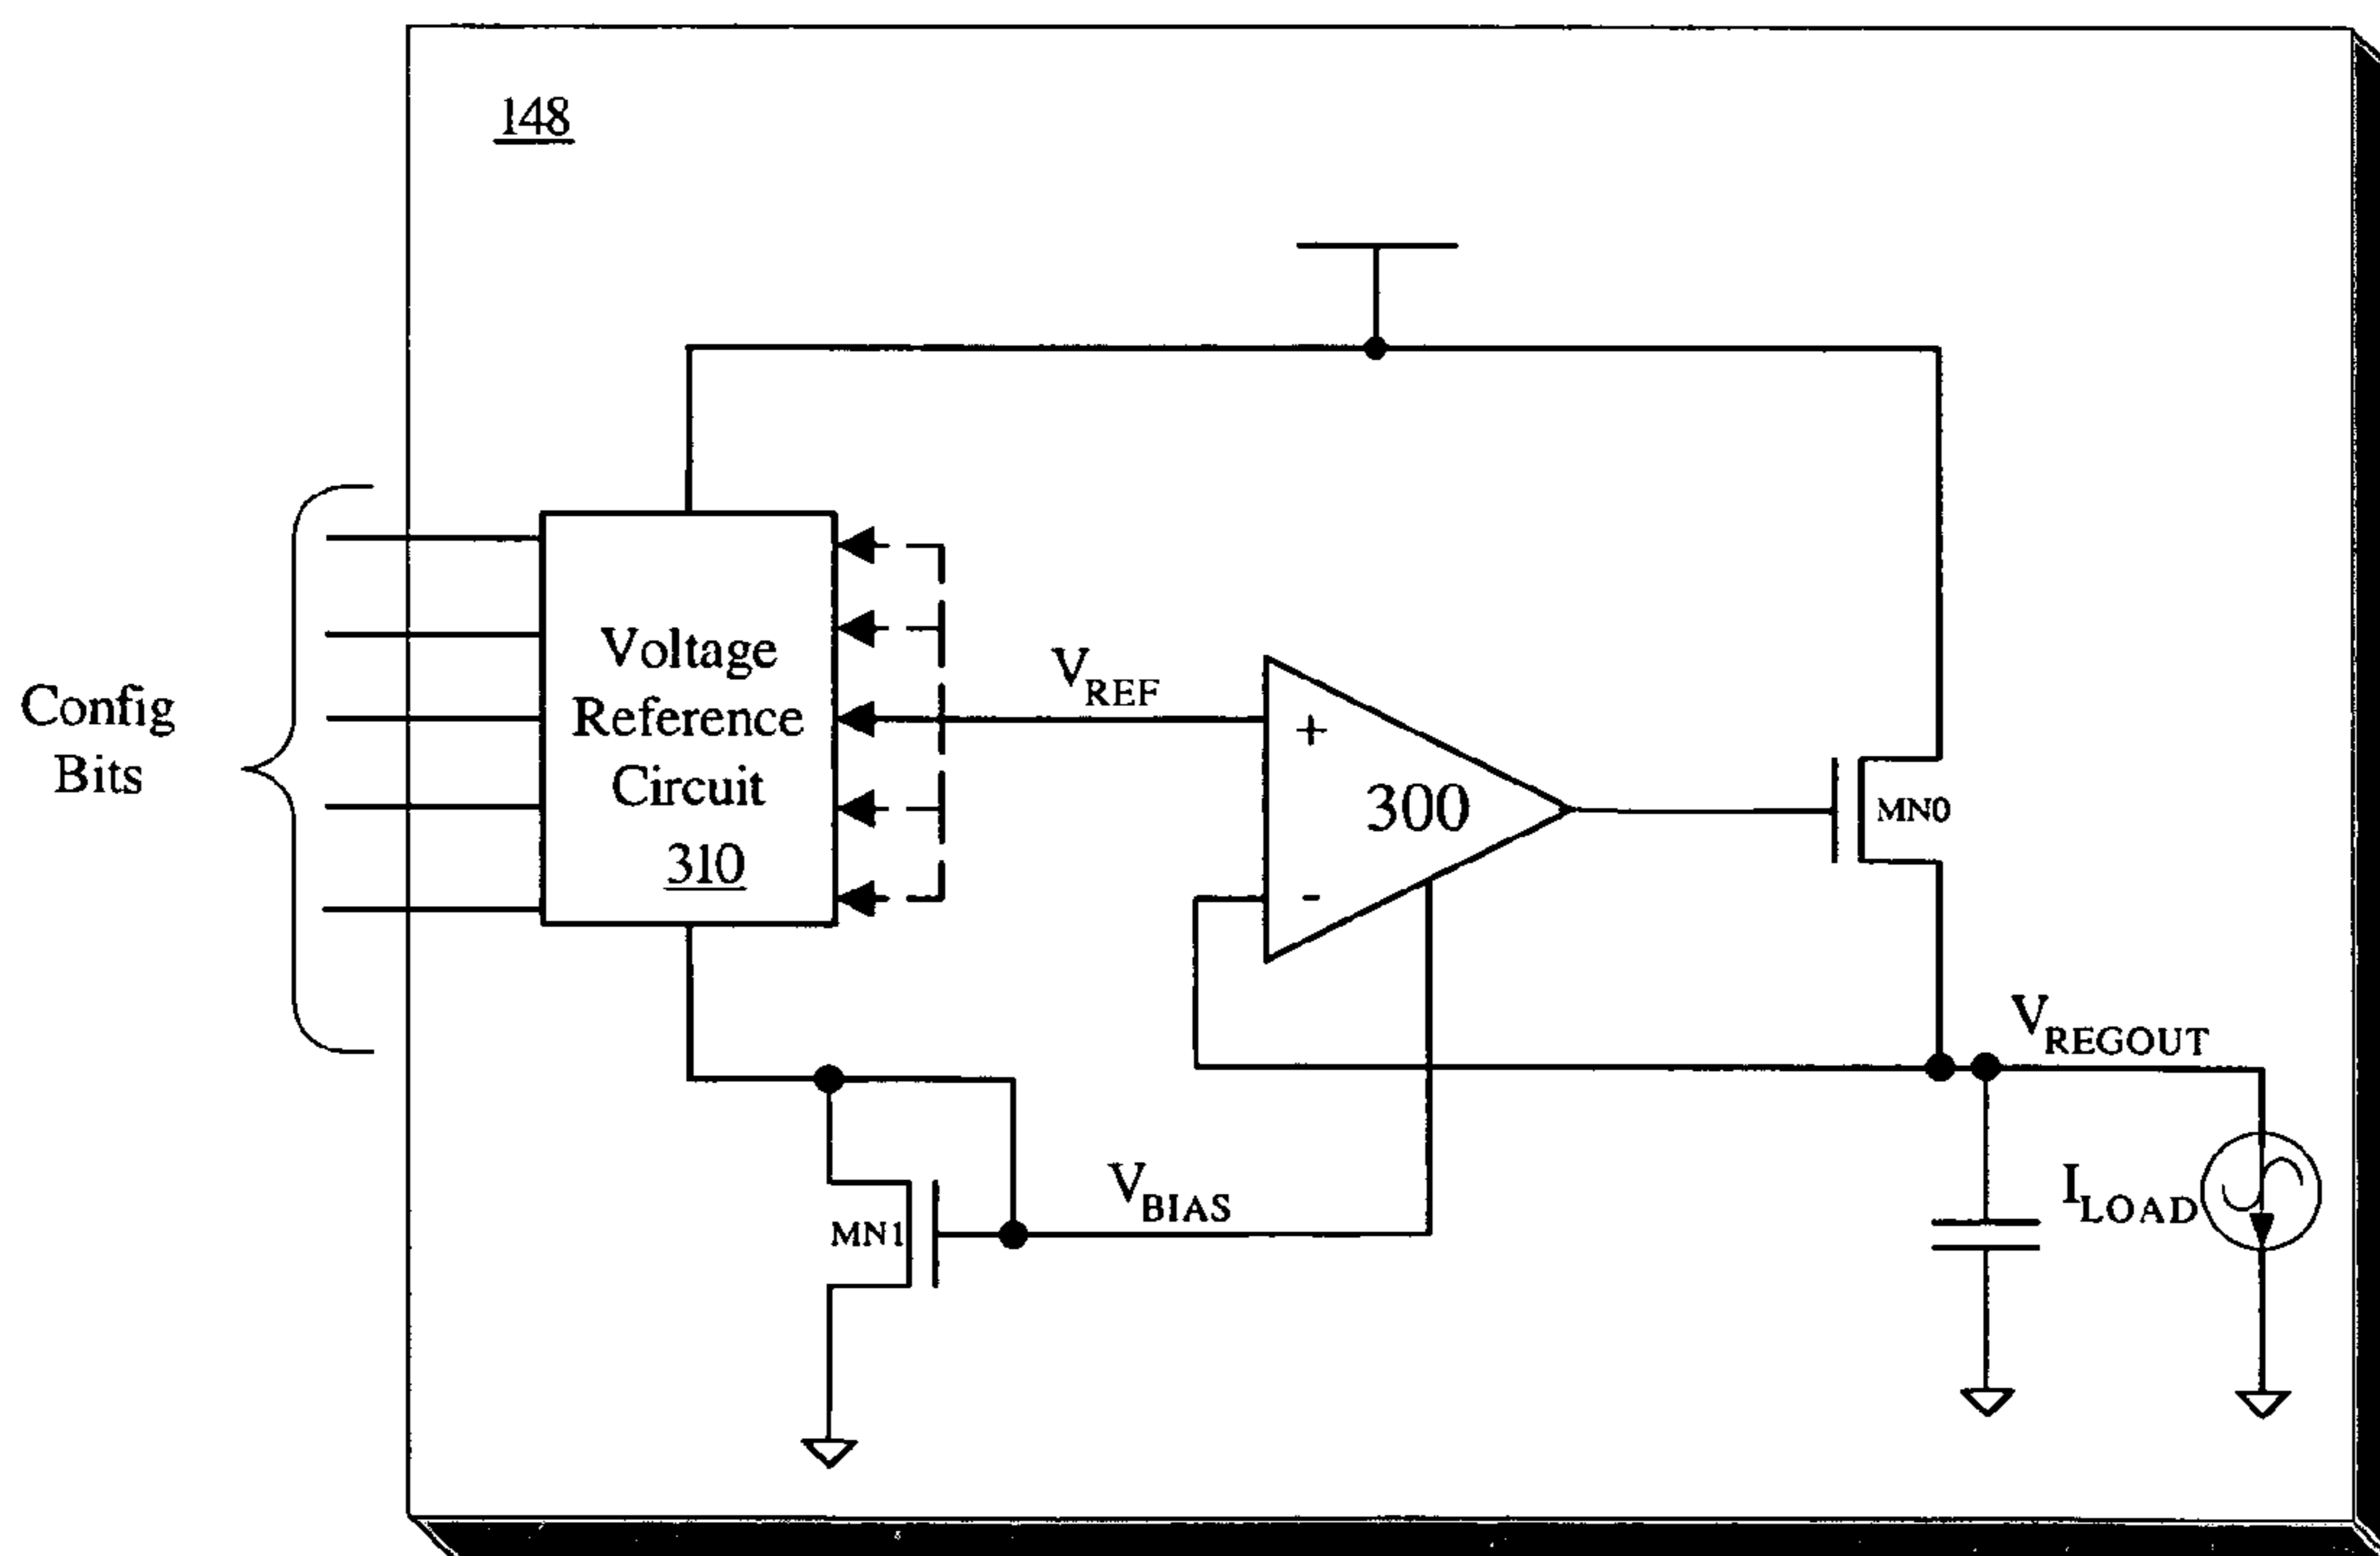 148
Config
Bits
Voltage
Reference
Circuit
310
VREF
+
-
300
MN0
VREGOUT
ILOAD
VBIAS
MN1